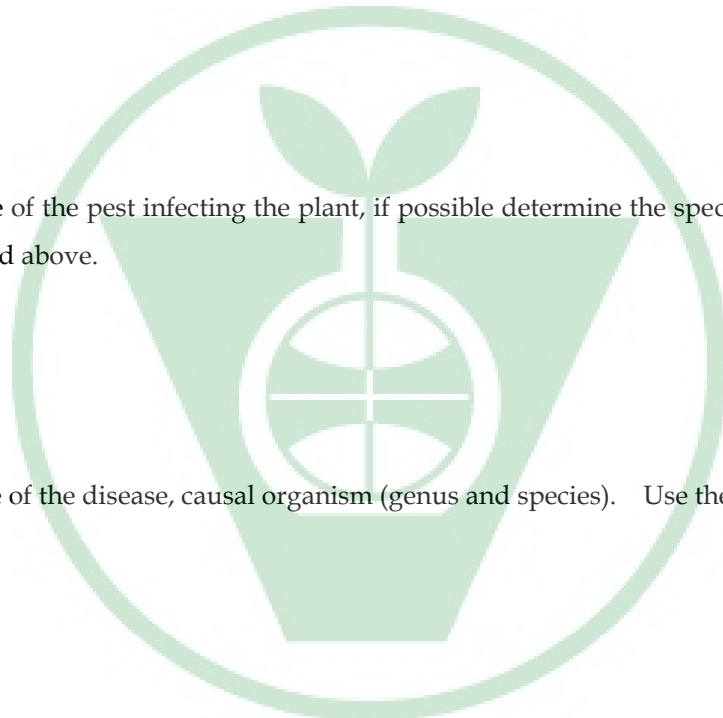 of the pest infecting the plant, if possible determine the
d above.
of the disease, causal organism (genus and species). Use the